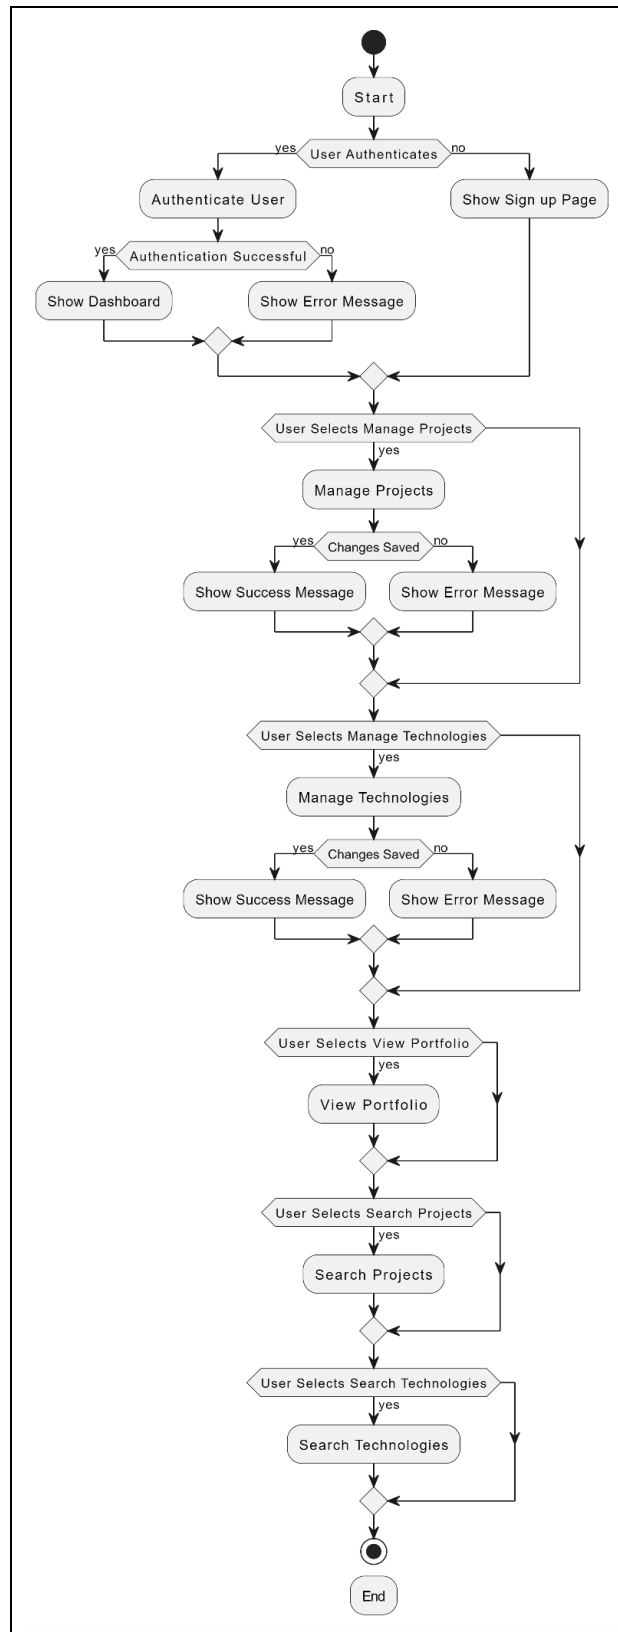 Start
yes
User Authenticates
no
Authenticate User
Show Sign up Page
yes
Authentication Successful
no
Show Dashboard
Show Error Message
User Selects Manage Projects
yes
Manage Projects
yes
Changes Saved
no
Show Success Message
Show Error Message
User Selects Manage Technologies
yes
Manage Technologies
yes
Changes Saved
no
Show Success Message
Show Error Message
User Selects View Portfolio
yes
View Portfolio
User Selects Search Projects
yes
Search Projects
User Selects Search Technologies
yes
Search Technologies
End